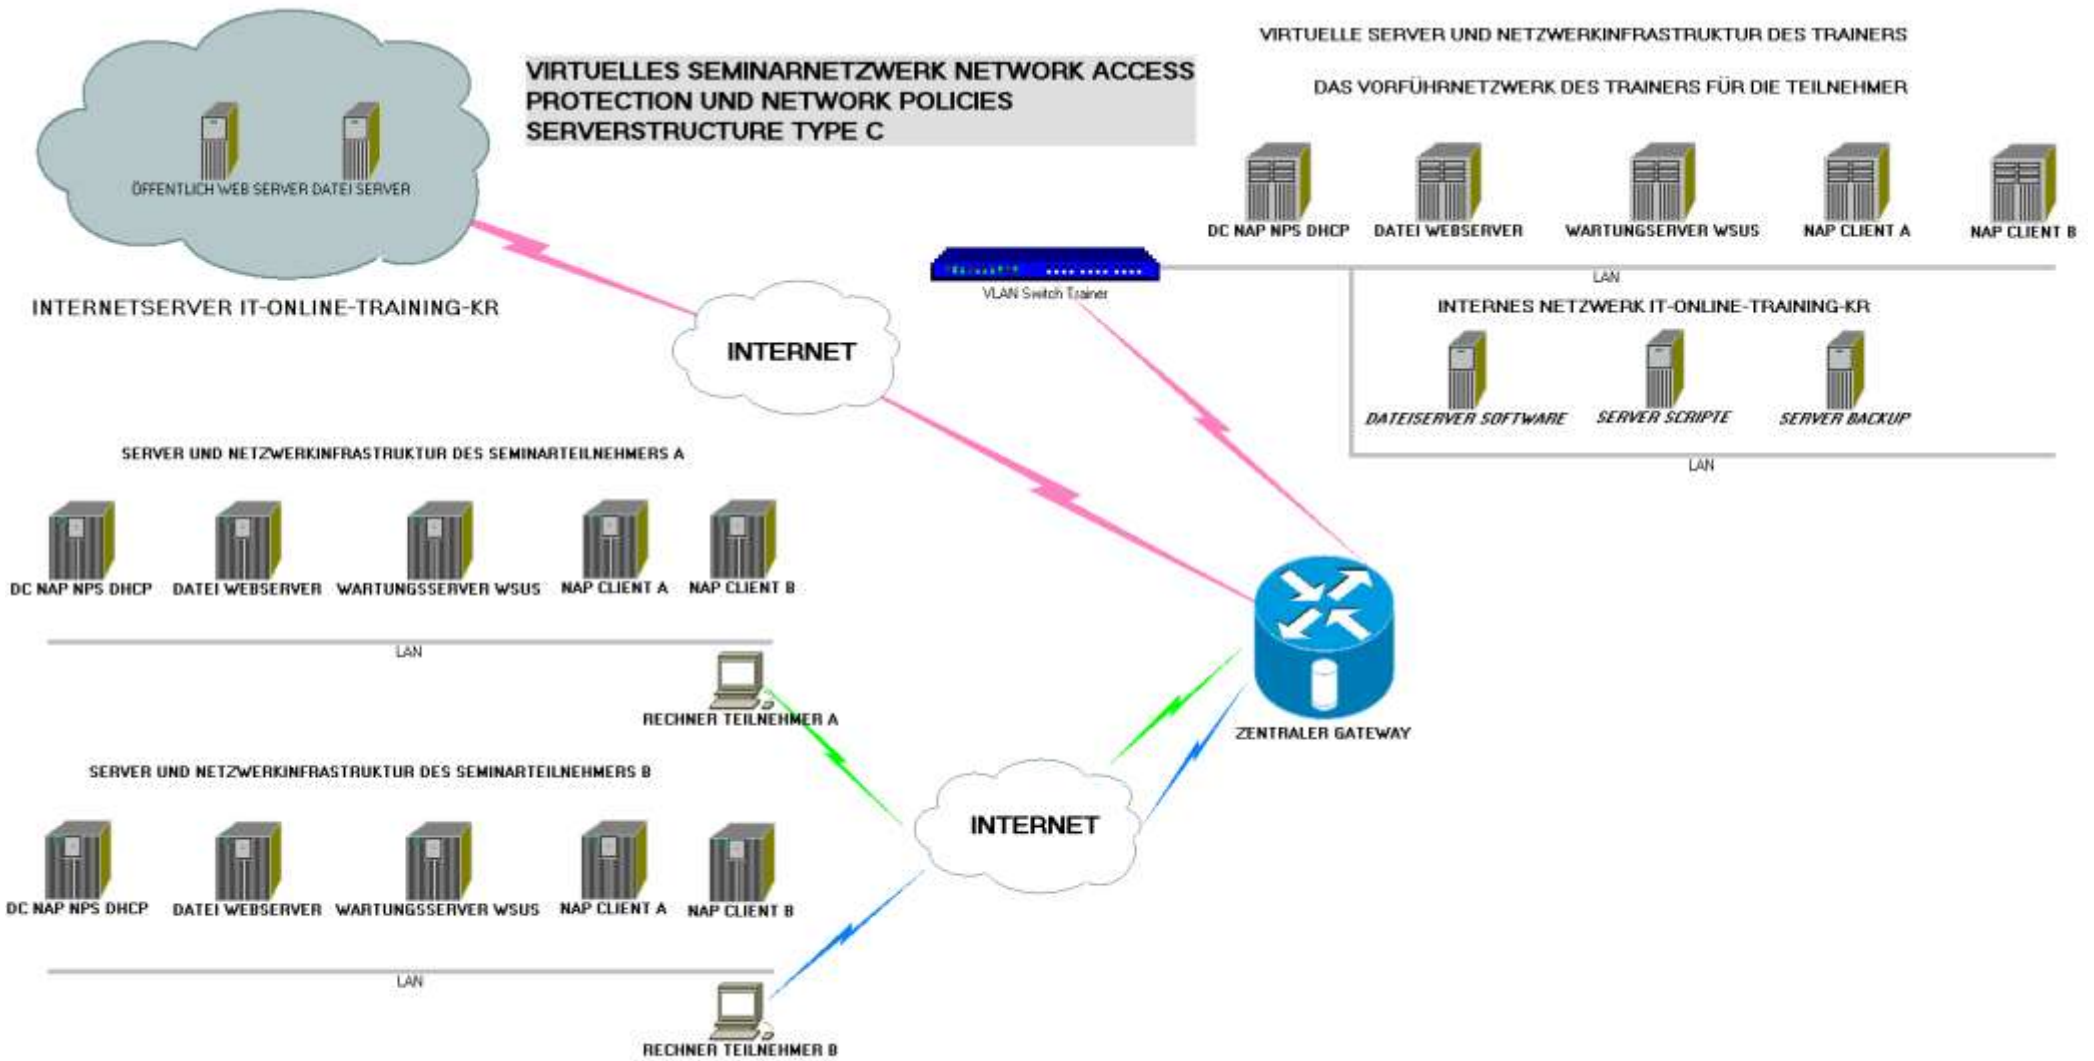 VIRTUELLES SEMINARNETZWERK NETWORK ACCESS
PROTECTION UND NETWORK POLICIES
SERVERSTRUCTURE TYPE C
ÖFFENTLICH WEB SERVER DATEI SERVER
INTERNETSERVER IT-ONLINE-TRAINING-KR
INTERNET
VIRTUELLE SERVER UND NETZWERKINFRASTRUKTUR DES TRAINERS
DAS VORFÜHRNETZWERK DES TRAINERS FÜR DIE TEILNEHMER
DC NAP NPS DHCP DATEI WEBSERVER WARTUNGSERVER WSUS NAP CLIENT A NAP CLIENT B
VLAN Switch Trainer
LAN
INTERNES NETZWERK IT-ONLINE-TRAINING-KR
DATEISERVER SOFTWARE SERVER SCRIPTE SERVER BACKUP
LAN
SERVER UND NETZWERKINFRASTRUKTUR DES SEMINARTEILNEHMERS A
DC NAP NPS DHCP DATEI WEBSERVER WARTUNGSSERVER WSUS NAP CLIENT A NAP CLIENT B
LAN
RECHNER TEILNEHMER A
ZENTRALER GATEWAY
SERVER UND NETZWERKINFRASTRUKTUR DES SEMINARTEILNEHMERS B
INTERNET
DC NAP NPS DHCP DATEI WEBSERVER WARTUNGSSERVER WSUS NAP CLIENT A NAP CLIENT B
LAN
RECHNER TEILNEHMER B